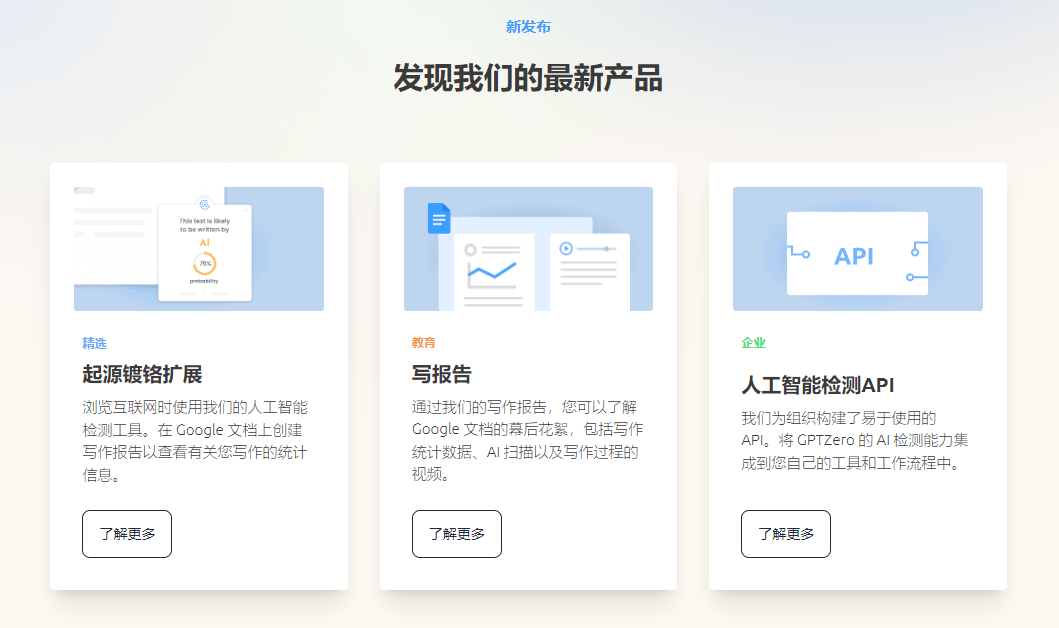 新发布
发现我们的最新产品
This text is likely
to be written by
AI
75%
probability
精选
起源镀铬扩展
浏览互联网时使用我们的人工智能
检测工具。在 Google 文档上创建
写作报告以查看有关您写作的统计
信息。
了解更多
教育
写报告
通过我们的写作报告，您可以了解
Google 文档的幕后花絮，包括写作
统计数据、AI 扫描以及写作过程的
视频。
了解更多
API
企业
人工智能检测API
我们为组织构建了易于使用的
API。将 GPTZero 的 AI 检测能力集
成到您自己的工具和工作流程中。
了解更多